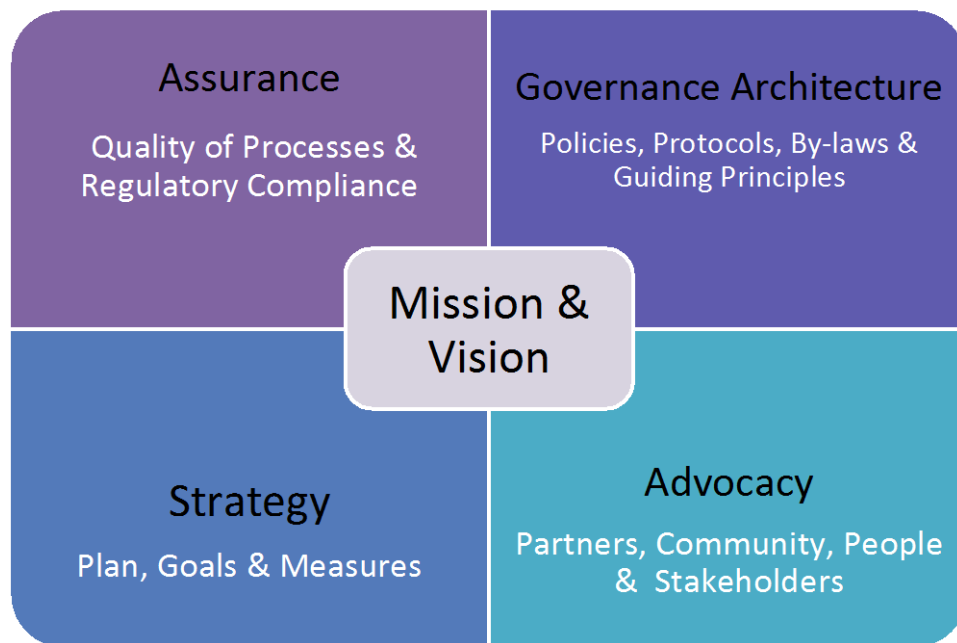 Assurance
Quality of Processes &
Regulatory Compliance
Governance Architecture
Policies, Protocols, By-laws &
Guiding Principles
Mission &
Vision
Strategy
Plan, Goals & Measures
Advocacy
Partners, Community, People
& Stakeholders